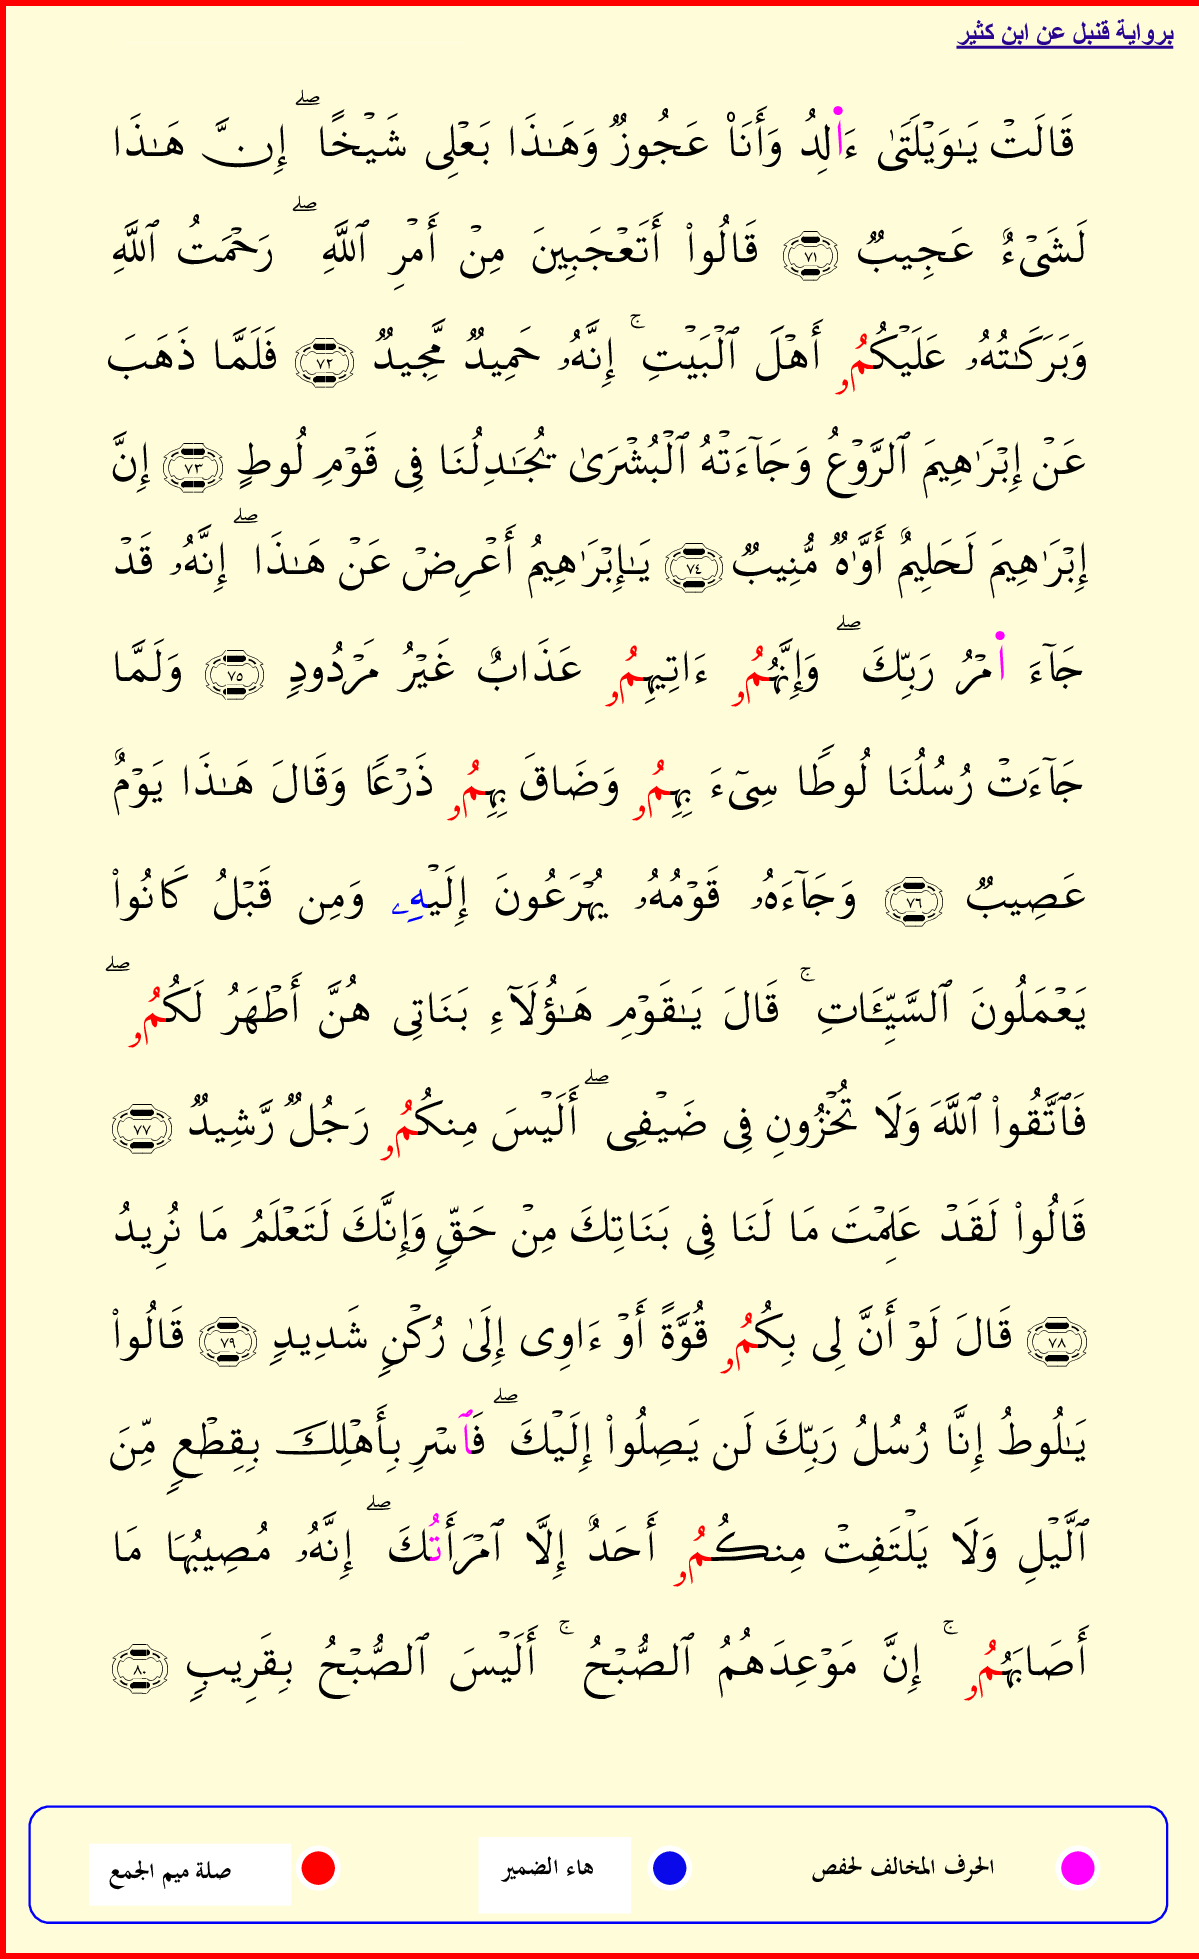 برواية قنبل عن ابن كثير
قَالَتۡ يَٰوَيۡلَتَىٰ ءَا۬لِدُ وَأَنَا۠ عَجُوزٞ وَهَٰذَا بَعۡلِي شَيۡخًاۖ إِنَّ هَٰذَا
لَشَيۡءٌ عَجِيبٞ ٧١ قَالُواْ أَتَعۡجَبِينَ مِنۡ أَمۡرِ ٱللَّهِۖ رَحۡمَتُ ٱللَّهِ
وَبَرَكَٰتُهُۥ عَلَيۡكُمُۥ أَهۡلَ ٱلۡبَيۡتِۚ إِنَّهُۥ حَمِيدٞ مَّجِيدٞ ٧٢ فَلَمَّا ذَهَبَ
عَنۡ إِبۡرَٰهِيمَ ٱلرَّوۡعُ وَجَآءَتۡهُ ٱلۡبُشۡرَىٰ يُجَٰدِلُنَا فِي قَوۡمِ لُوطٍ ٧٣ إِنَّ
إِبۡرَٰهِيمَ لَحَلِيمٌ أَوَّٰهٞ مُّنِيبٞ ٧٤ يَٰإِبۡرَٰهِيمُ أَعۡرِضۡ عَنۡ هَٰذَاۖ إِنَّهُۥ قَدۡ
جَآءَ ا۬مۡرُ رَبِّكَۖ وَإِنَّهُمُۥ ءَاتِيهِمُۥ عَذَابٌ غَيۡرُ مَرۡدُودٖ ٧٥ وَلَمَّا
جَآءَتۡ رُسُلُنَا لُوطٗا سِيٓءَ بِهِمُۥ وَضَاقَ بِهِمُۥ ذَرۡعٗا وَقَالَ هَٰذَا يَوۡمٌ
عَصِيبٞ ٧٦ وَجَآءَهُۥ قَوۡمُهُۥ يُهۡرَعُونَ إِلَيۡهِۦ وَمِن قَبۡلُ كَانُواْ
يَعۡمَلُونَ ٱلسَّيِّـَٔاتِۚ قَالَ يَٰقَوۡمِ هَٰؤُلَآءِ بَنَاتِي هُنَّ أَطۡهَرُ لَكُمُۥۖ
فَٱتَّقُواْ ٱللَّهَ وَلَا تُخۡزُونِ فِي ضَيۡفِيۖ أَلَيۡسَ مِنكُمُۥ رَجُلٞ رَّشِيدٞ ٧٧
قَالُواْ لَقَدۡ عَلِمۡتَ مَا لَنَا فِي بَنَاتِكَ مِنۡ حَقّٖ وَإِنَّكَ لَتَعۡلَمُ مَا نُرِيدُ
٧٨ قَالَ لَوۡ أَنَّ لِي بِكُمُۥ قُوَّةً أَوۡ ءَاوِي إِلَىٰ رُكۡنٖ شَدِيدٖ ٧٩ قَالُواْ
يَٰلُوطُ إِنَّا رُسُلُ رَبِّكَ لَن يَصِلُواْ إِلَيۡكَۖ فَٱسۡرِ بِأَهۡلِكَ بِقِطۡعٖ مِّنَ
ٱلَّيۡلِ وَلَا يَلۡتَفِتۡ مِنكُمُۥ أَحَدٌ إِلَّا ٱمۡرَأَتُكَۖ إِنَّهُۥ مُصِيبُهَا مَا
أَصَابَهُمُۥۚ إِنَّ مَوۡعِدَهُمُ ٱلصُّبۡحُۚ أَلَيۡسَ ٱلصُّبۡحُ بِقَرِيبٖ ٨٠
الحرف المخالف لحفص هاء الضمير صلة ميم الجمع